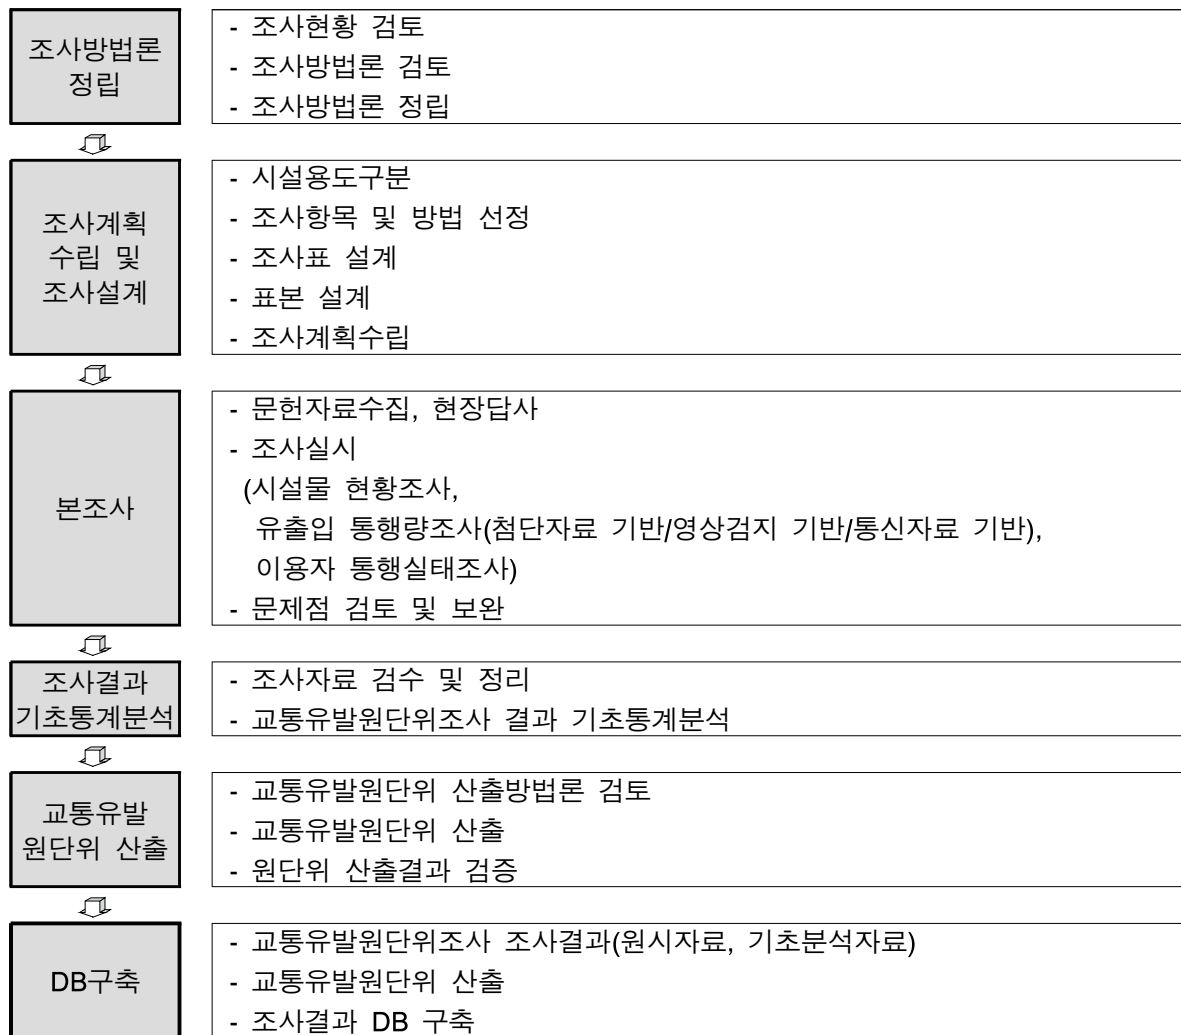 조사방법론
정립
- 조사현황 검토
- 조사방법론 검토
- 조사방법론 정립
조사계획
수립 및
조사설계
- 시설용도구분
- 조사항목 및 방법 선정
- 조사표 설계
- 표본 설계
- 조사계획수립
본조사
- 문헌자료수집, 현장답사
- 조사실시
(시설물 현황조사,
유출입 통행량조사(첨단자료 기반/영상검지 기반/통신자료 기반),
이용자 통행실태조사)
- 문제점 검토 및 보완
조사결과
기초통계분석
- 조사자료 검수 및 정리
- 교통유발원단위조사 결과 기초통계분석
교통유발
원단위 산출
- 교통유발원단위 산출방법론 검토
- 교통유발원단위 산출
- 원단위 산출결과 검증
DB구축
- 교통유발원단위조사 조사결과(원시자료, 기초분석자료)
- 교통유발원단위 산출
- 조사결과 DB 구축